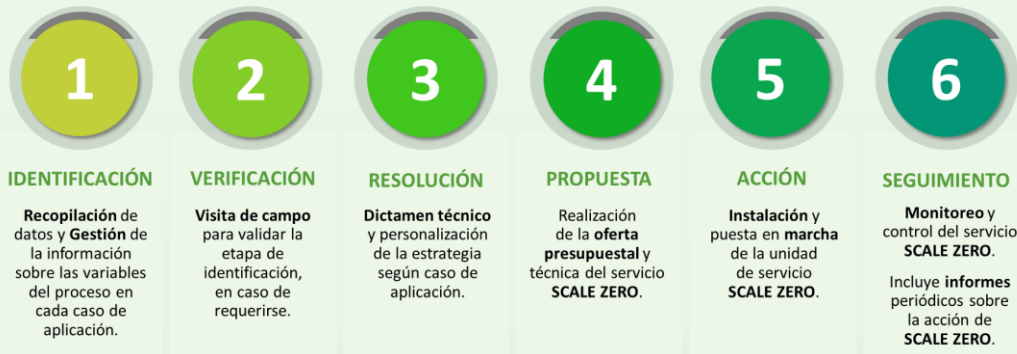 1
IDENTIFICACIÓN
Recopilación de
datos y Gestión de
la información
sobre las variables
del proceso en
cada caso de
aplicación.
2
VERIFICACIÓN
Visita de campo
para validar la
etapa de
identificación,
en caso de
requerirse.
3
RESOLUCIÓN
Dictamen técnico
y personalización
de la estrategia
según caso de
aplicación.
4
PROPUESTA
Realización
de la oferta
presupuestal y
técnica del servicio
SCALE ZERO.
5
ACCIÓN
Instalación y
puesta en marcha
de la unidad
de servicio
SCALE ZERO.
6
SEGUIMIENTO
Monitoreo y
control del servicio
SCALE ZERO.
Incluye informes
periódicos sobre
la acción de
SCALE ZERO.